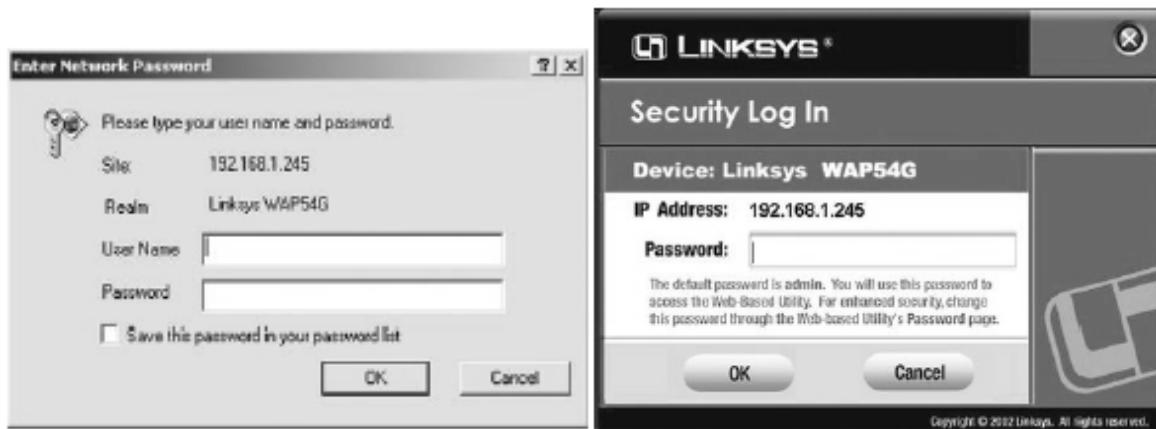 Enter Network Password
Please type your user name and password.
Site: 192.168.1.245
Realm Linksys WAP54G
User Name
Password
Save this password in your password list
OK Cancel
LINKSYS®
Security Log In
Device: Linksys WAP54G
IP Address: 192.168.1.245
Password:
The default password is admin. You will use this password to
access the Web-Based Utility. For enhanced security, change
this password through the Web-based Utility's Password page.
OK Cancel
Copyright © 2002 Linksys. All rights reserved.